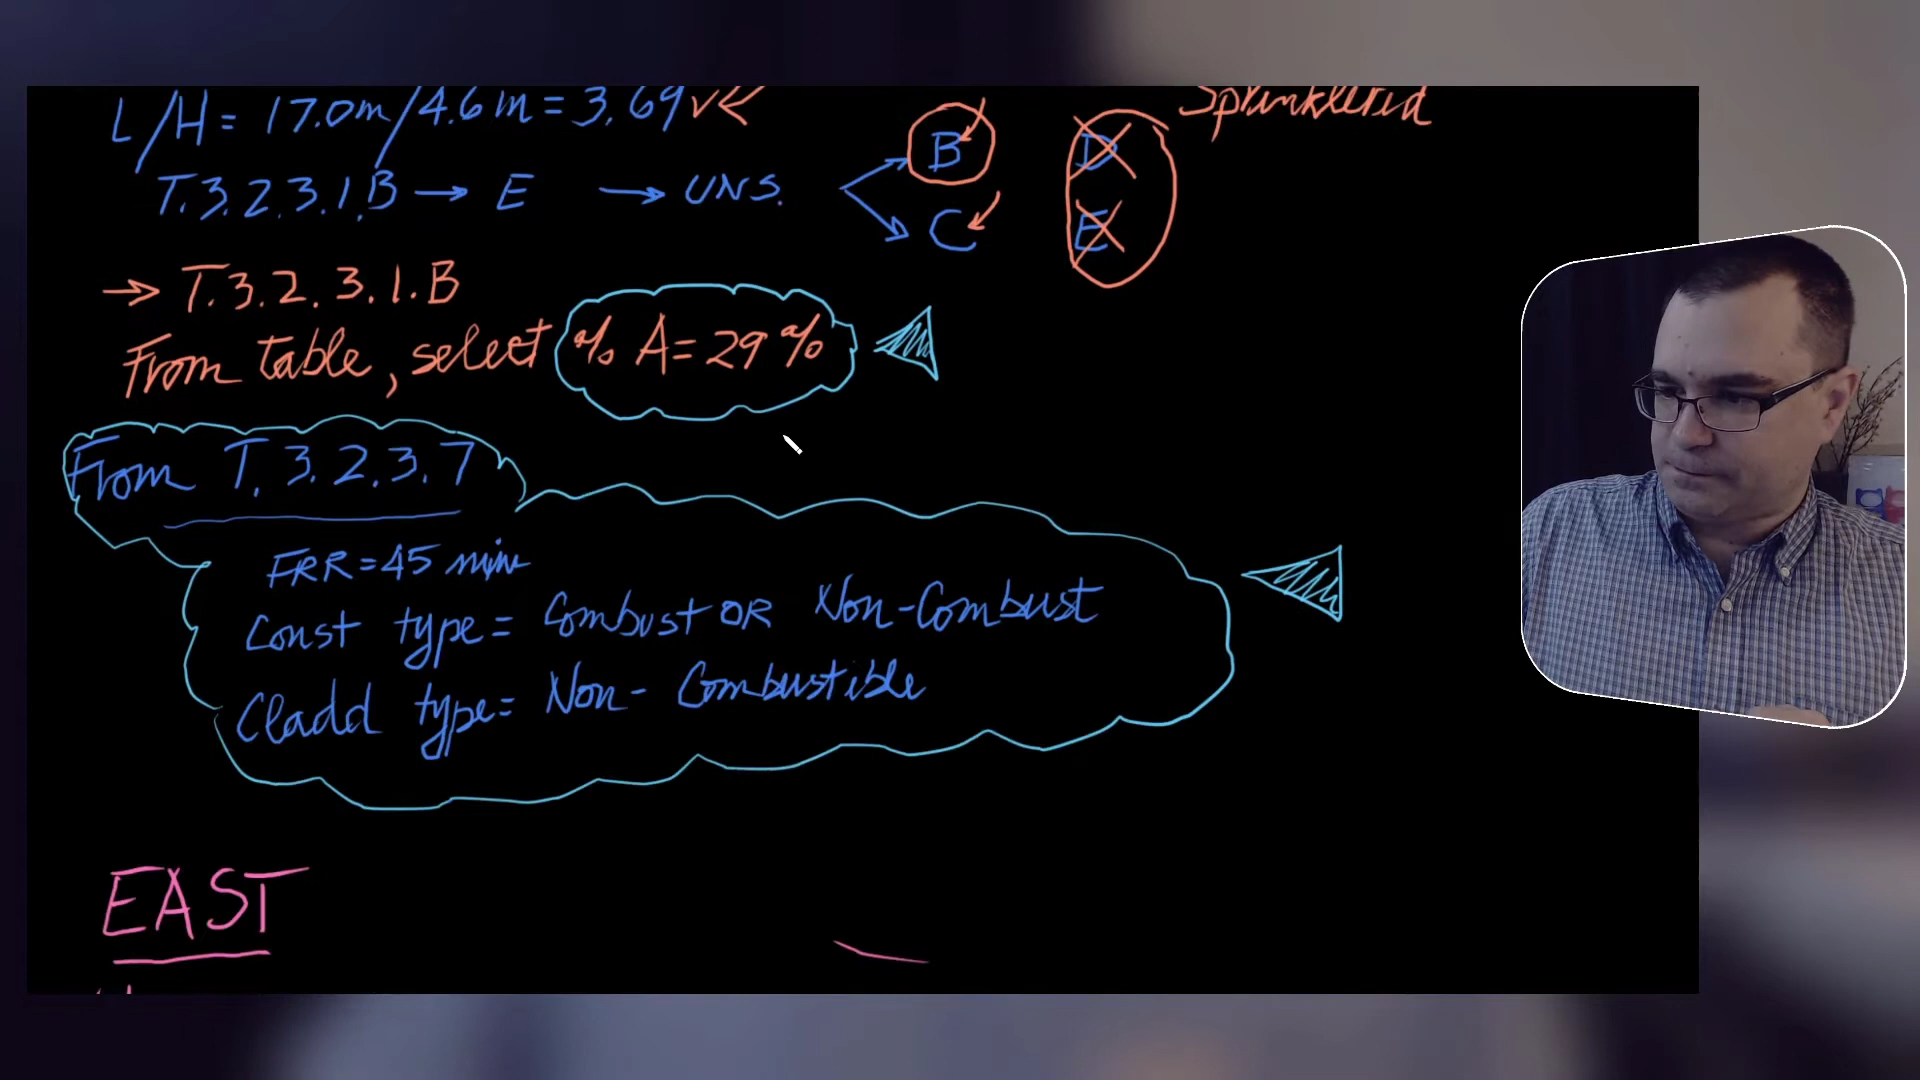 L/H = 17.0m/4.6m = 3.69 ✓
T.3.2.3.1.B → E → UNS. B D Sprinklered
C E
→ T.3.2.3.1.B
From table, select % A = 29%
From T.3.2.3.7
FRR = 45 min
Const type = Combust OR Non-Combust
Cladd type = Non-Combustible
EAST